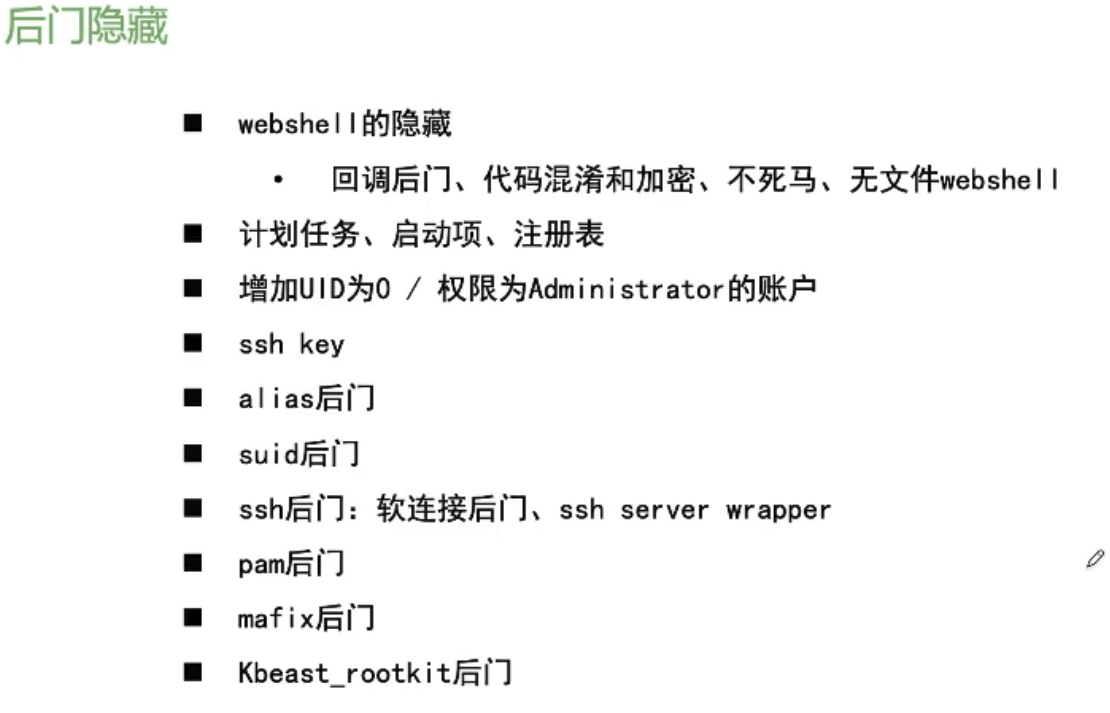 后门隐藏
webshell的隐藏
回调后门、代码混淆和加密、不死马、无文件webshell
计划任务、启动项、注册表
增加UID为0 / 权限为Administrator的账户
ssh key
alias后门
suid后门
ssh后门：软连接后门、ssh server wrapper
pam后门
mafix后门
Kbeast_rootkit后门